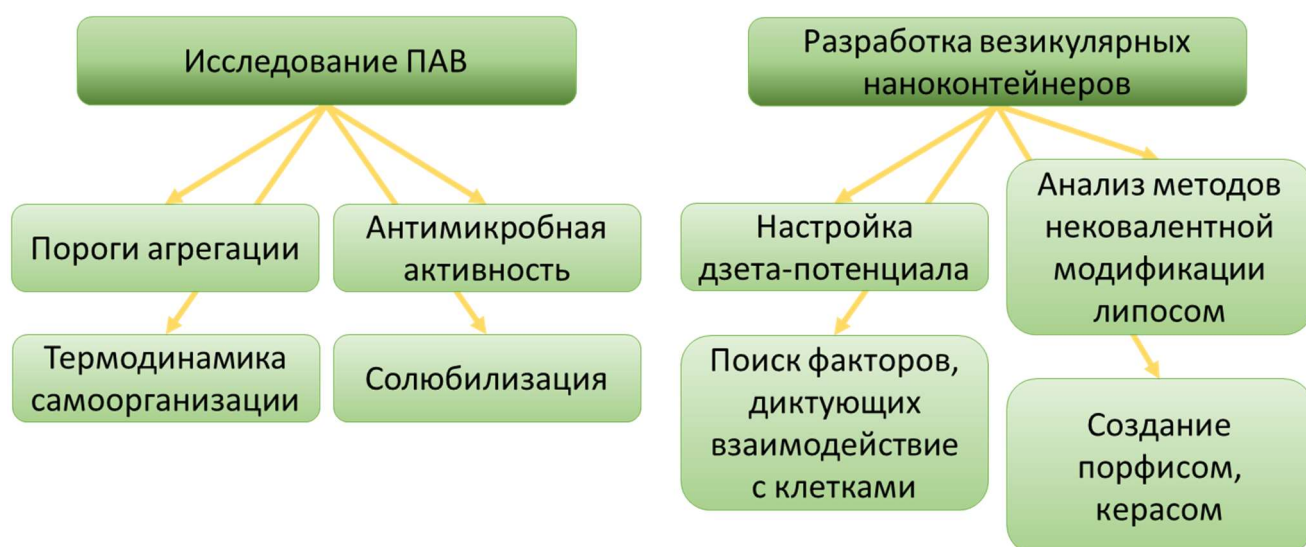 Исследование ПАВ
Пороги агрегации
Антимикробная
активность
Термодинамика
самоорганизации
Солюбилизация
Разработка везикулярных
наноконтейнеров
Настройка
дзета-потенциала
Анализ методов
нековалентной
модификации
липосом
Поиск факторов,
диктующих
взаимодействие
с клетками
Создание
порфисом,
керасом